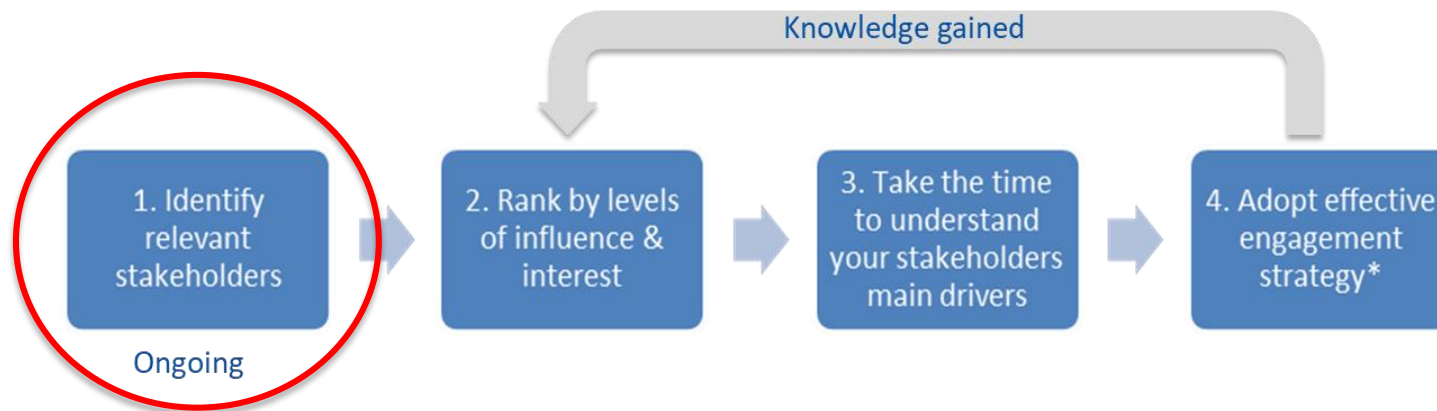 Knowledge gained
1. Identify
relevant
stakeholders
2. Rank by levels
of influence &
interest
3. Take the time
to understand
your stakeholders
main drivers
4. Adopt effective
engagement
strategy*
Ongoing